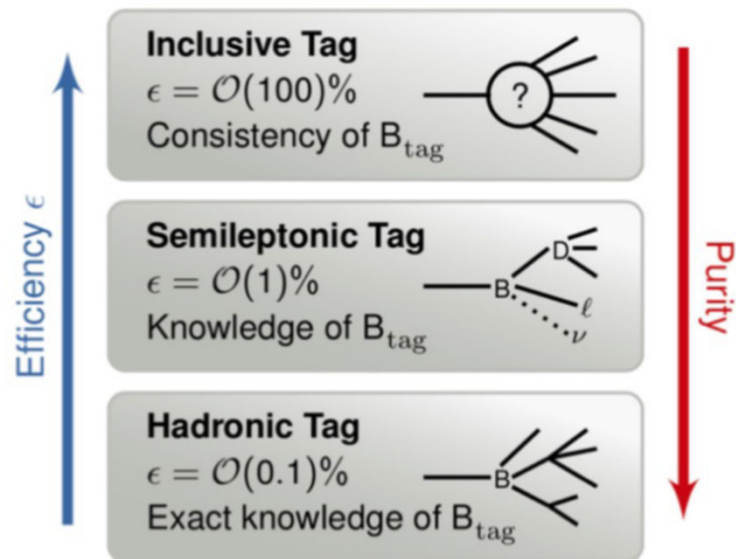 Efficiency ϵ
Inclusive Tag
ϵ = 𝒪(100)%
Consistency of B_tag
?
Semileptonic Tag
ϵ = 𝒪(1)%
Knowledge of B_tag
B
D
ℓ
ν
Hadronic Tag
ϵ = 𝒪(0.1)%
Exact knowledge of B_tag
B
Purity